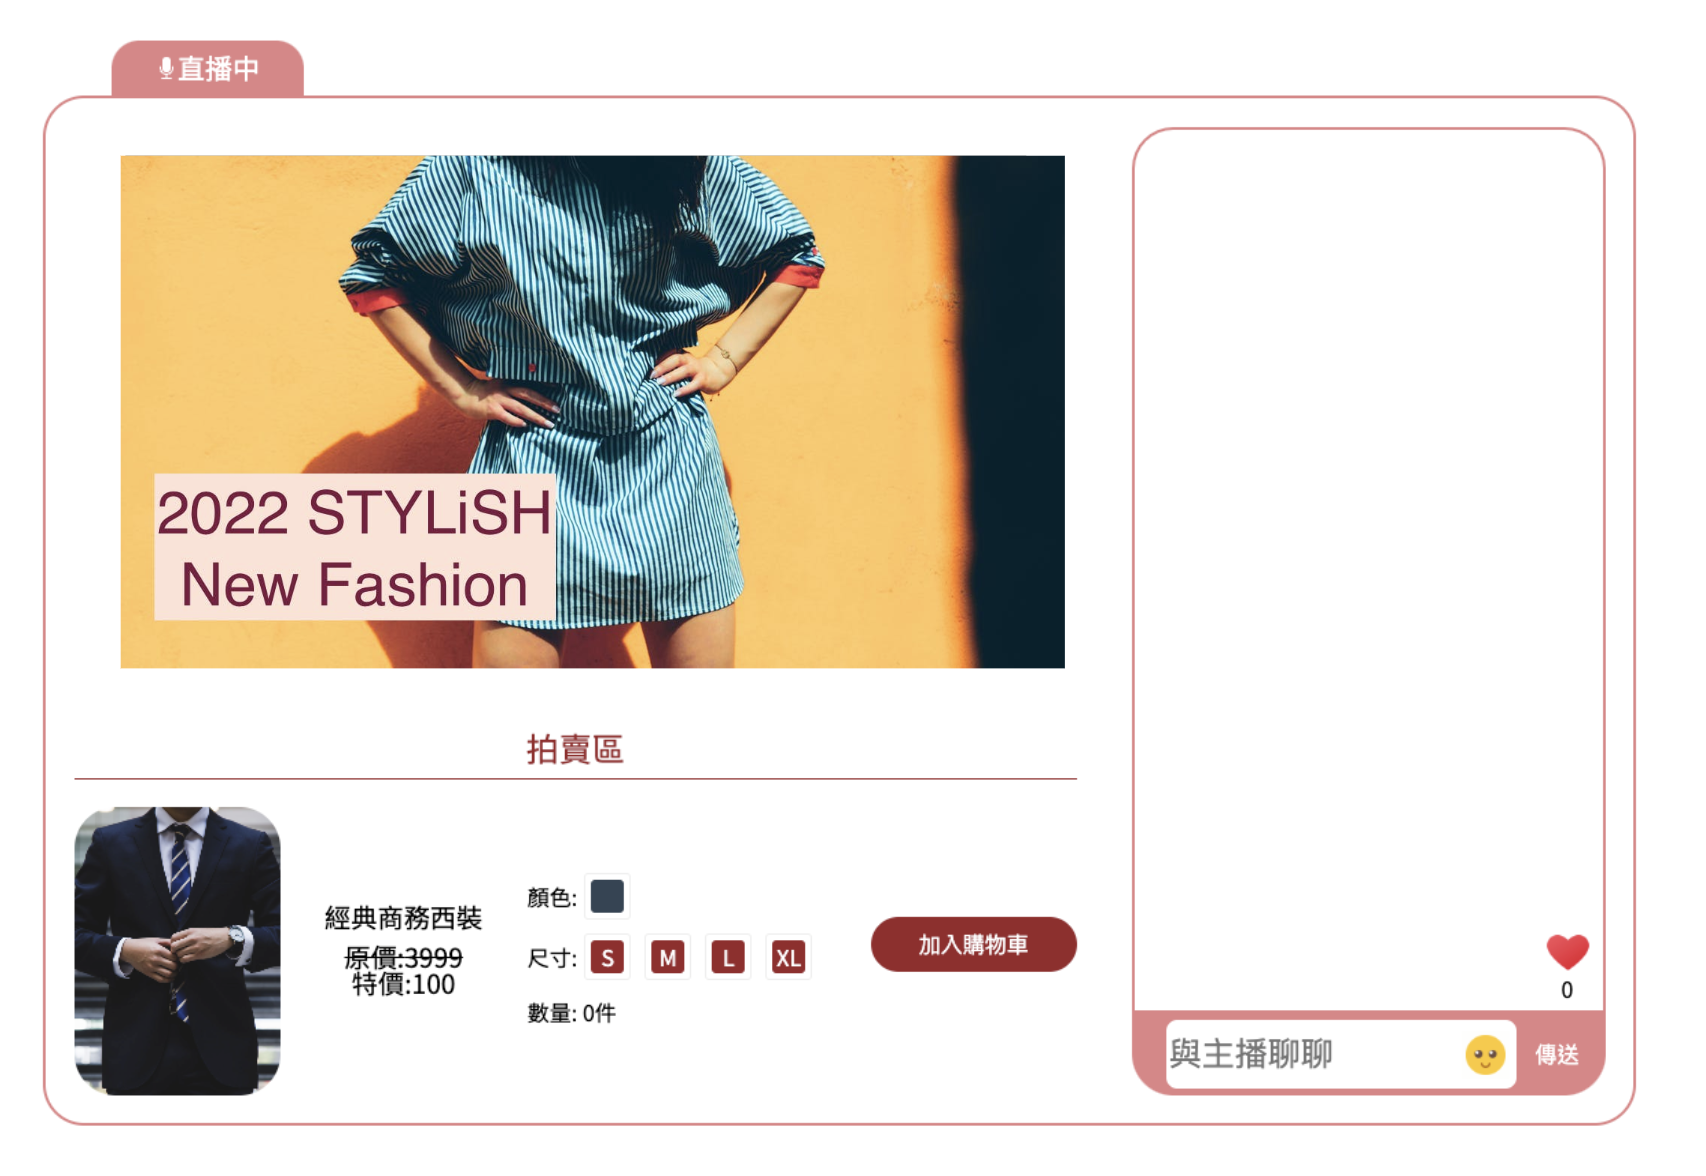 直播中
2022 STYLiSH
New Fashion
拍賣區
經典商務西裝
原價:3999
特價:100
顏色:
尺寸: S M L XL
數量: 0件
加入購物車
0
與主播聊聊
傳送